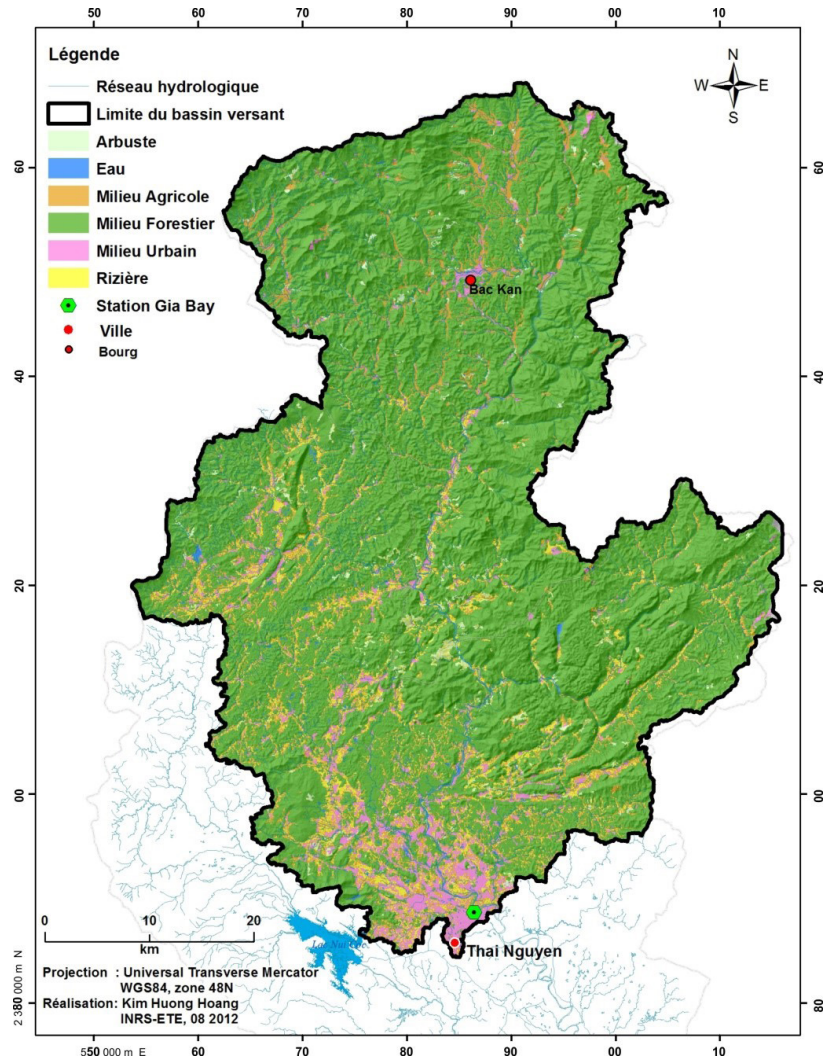 50 60 70 80 90 00 10
Légende
Réseau hydrologique
Limite du bassin versant
Arbuste
Eau
Milieu Agricole
Milieu Forestier
Milieu Urbain
Rizière
Station Gia Bay
Ville
Bourg
N
W E
S
60 60
Bac Kan
40 40
20 20
00 00
0 10 20
km
Thai Nguyen
Projection : Universal Transverse Mercator
WGS84, zone 48N
Réalisation: Kim Huong Hoang
INRS-ETE, 08 2012
2 380 000 m N
80
550 000 m E 60 70 80 90 00 10